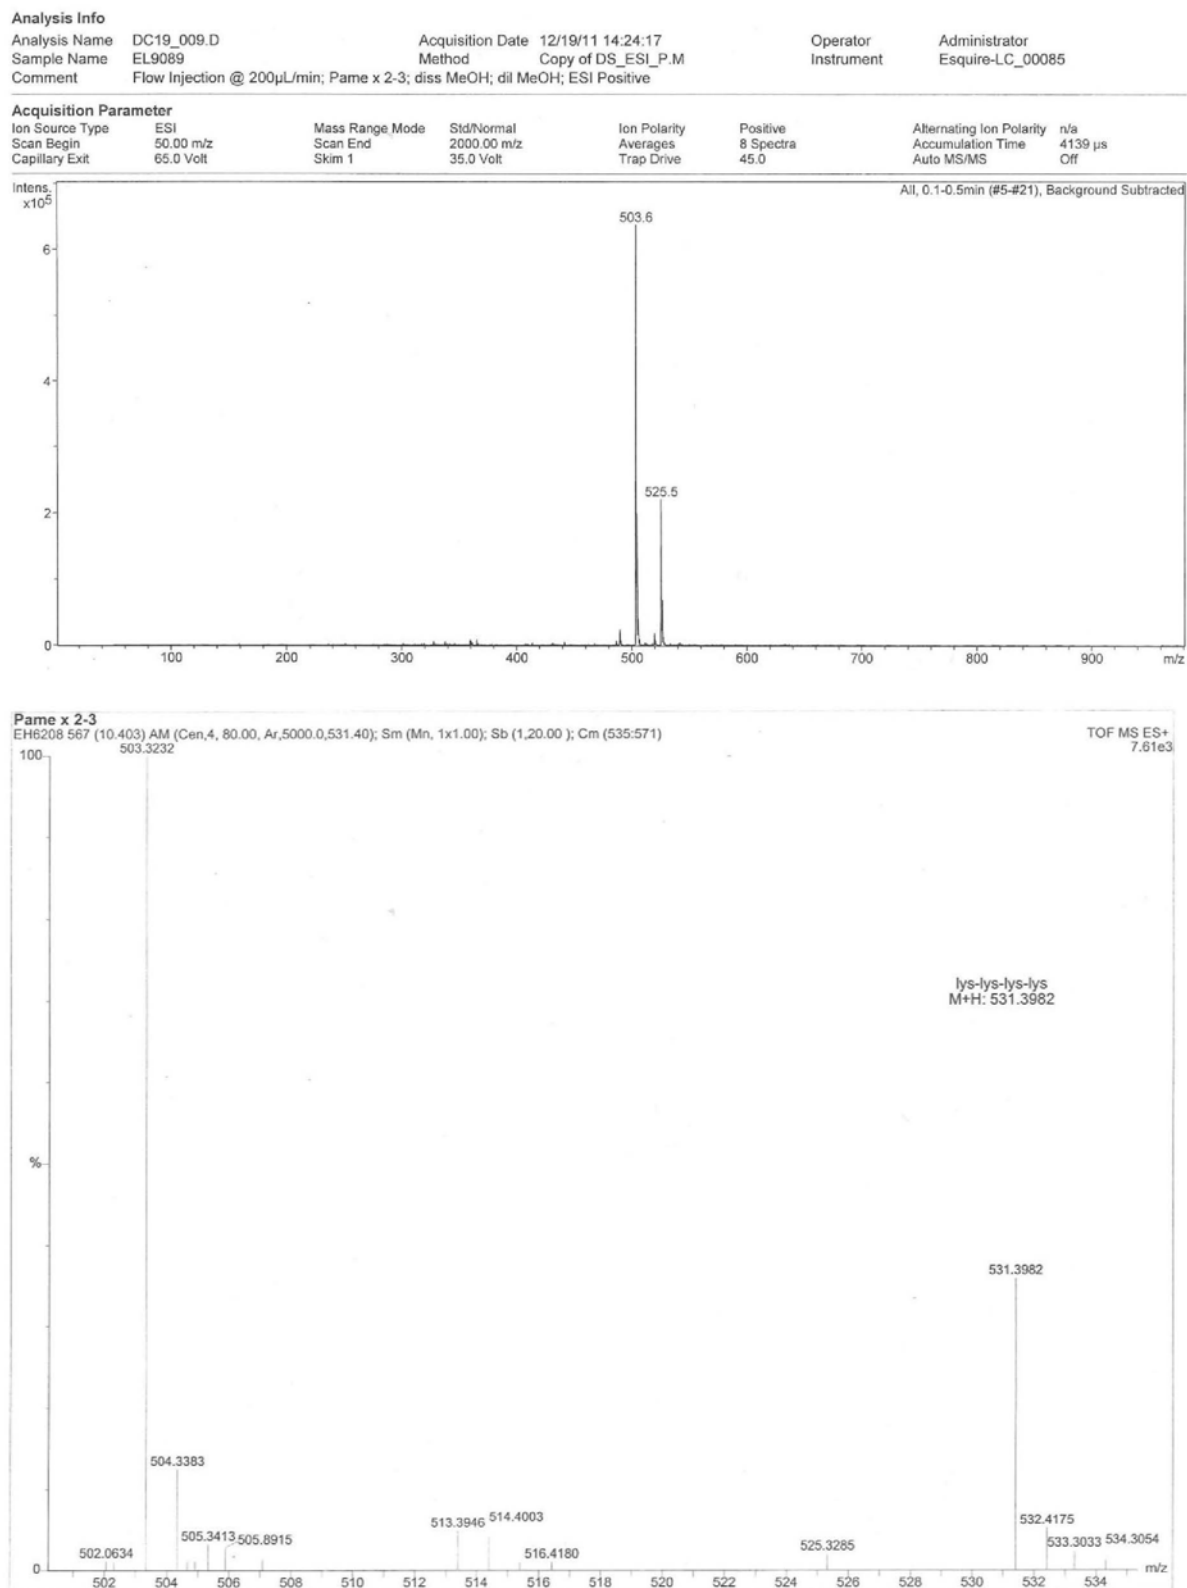 Analysis Info
Analysis Name DC19_009.D Acquisition Date 12/19/11 14:24:17 Operator Administrator
Sample Name EL9089 Method Copy of DS_ESI_P.M Instrument Esquire-LC_00085
Comment Flow Injection @ 200µL/min; Pame x 2-3; diss MeOH; dil MeOH; ESI Positive
Acquisition Parameter
Ion Source Type ESI Mass Range Mode Std/Normal Ion Polarity Positive Alternating Ion Polarity n/a
Scan Begin 50.00 m/z Scan End 2000.00 m/z Averages 8 Spectra Accumulation Time 4139 µs
Capillary Exit 65.0 Volt Skim 1 35.0 Volt Trap Drive 45.0 Auto MS/MS Off
Intens. All, 0.1-0.5min (#5-#21), Background Subtracted
x10⁵
503.6
6
4
525.5
2
0
100 200 300 400 500 600 700 800 900 m/z
Pame x 2-3
EH6208 567 (10.403) AM (Cen,4, 80.00, Ar,5000.0,531.40); Sm (Mn, 1x1.00); Sb (1,20.00 ); Cm (535:571) TOF MS ES+
503.3232 7.61e3
100
lys-lys-lys-lys
M+H: 531.3982
%
531.3982
504.3383
513.3946 514.4003 532.4175
505.3413 505.8915 525.3285 533.3033 534.3054
502.0634 516.4180
0
502 504 506 508 510 512 514 516 518 520 522 524 526 528 530 532 534 m/z